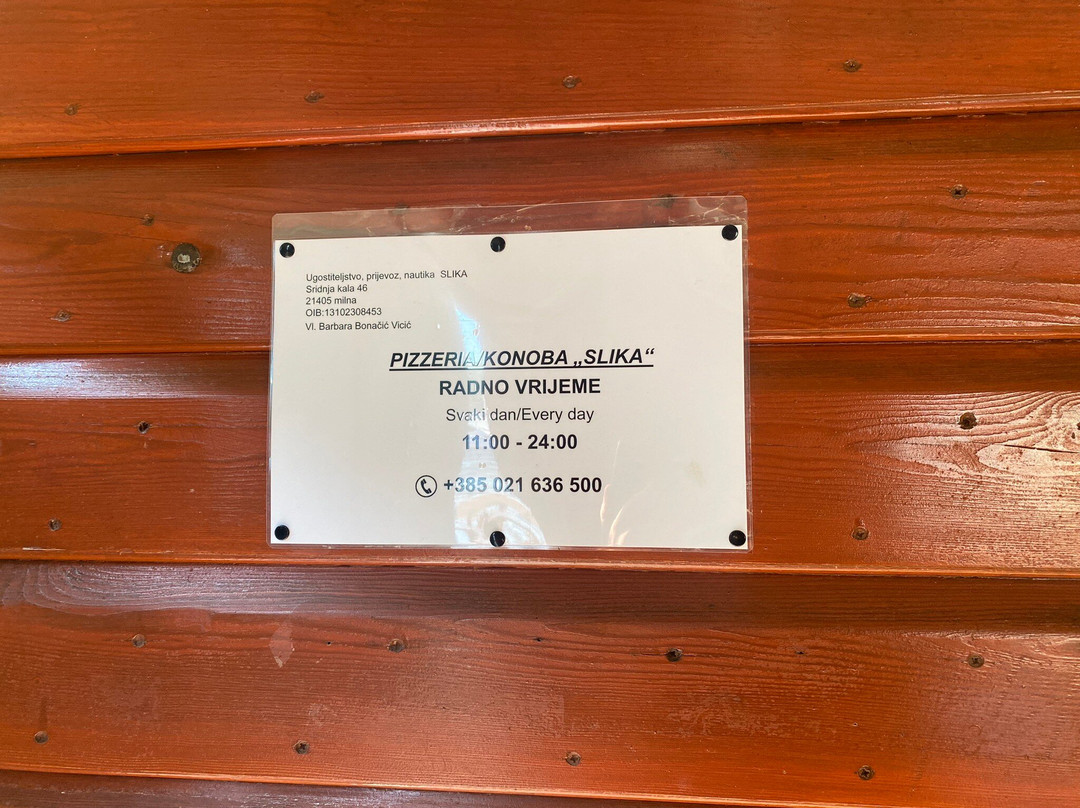 Ugostiteljstvo, prijevoz, nautika SLIKA
Sridnja kala 46
21405 milna
OIB:13102308453
Vl. Barbara Bonačić Vicić
PIZZERIA/KONOBA „SLIKA“
RADNO VRIJEME
Svaki dan/Every day
11:00 - 24:00
+385 021 636 500